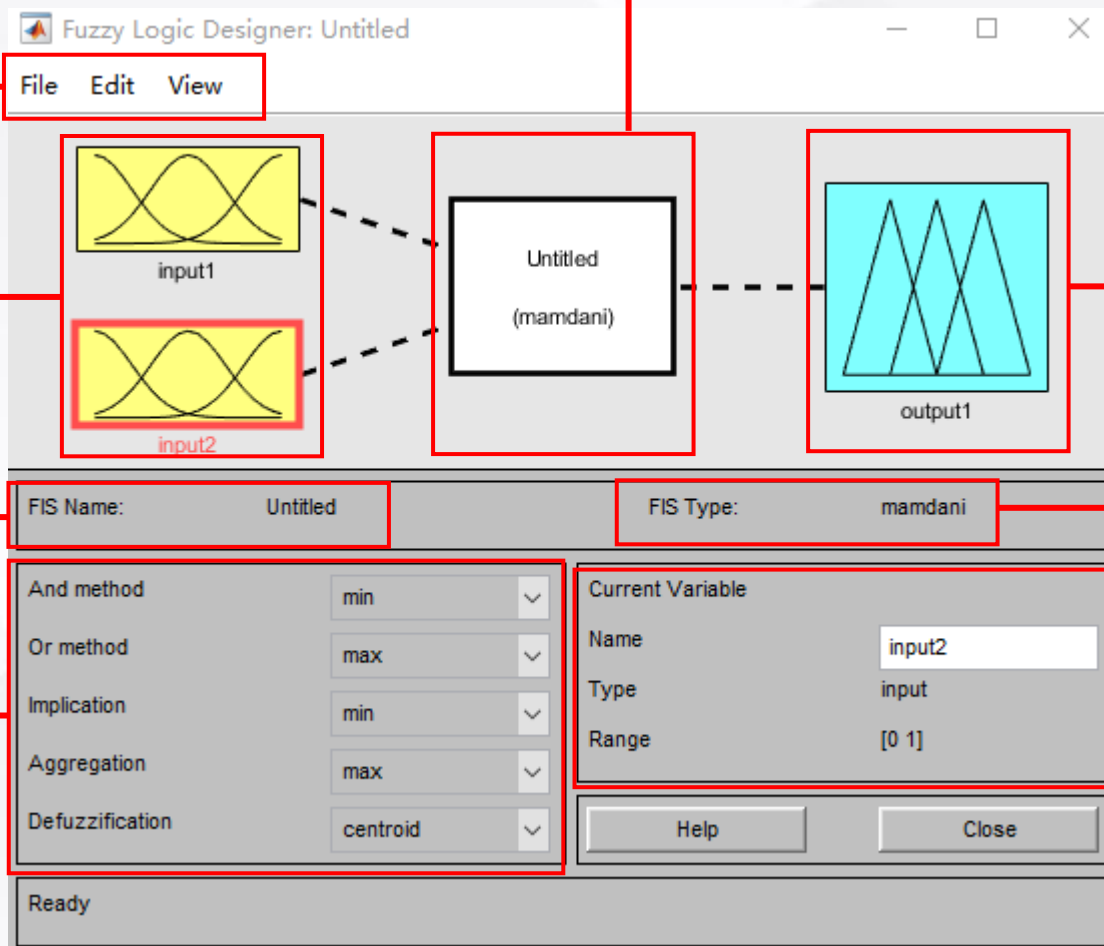 Fuzzy Logic Designer: Untitled
File Edit View
input1
input2
Untitled
(mamdani)
output1
FIS Name: Untitled
FIS Type: mamdani
And method min
Or method max
Implication min
Aggregation max
Defuzzification centroid
Current Variable
Name input2
Type input
Range [0 1]
Help Close
Ready